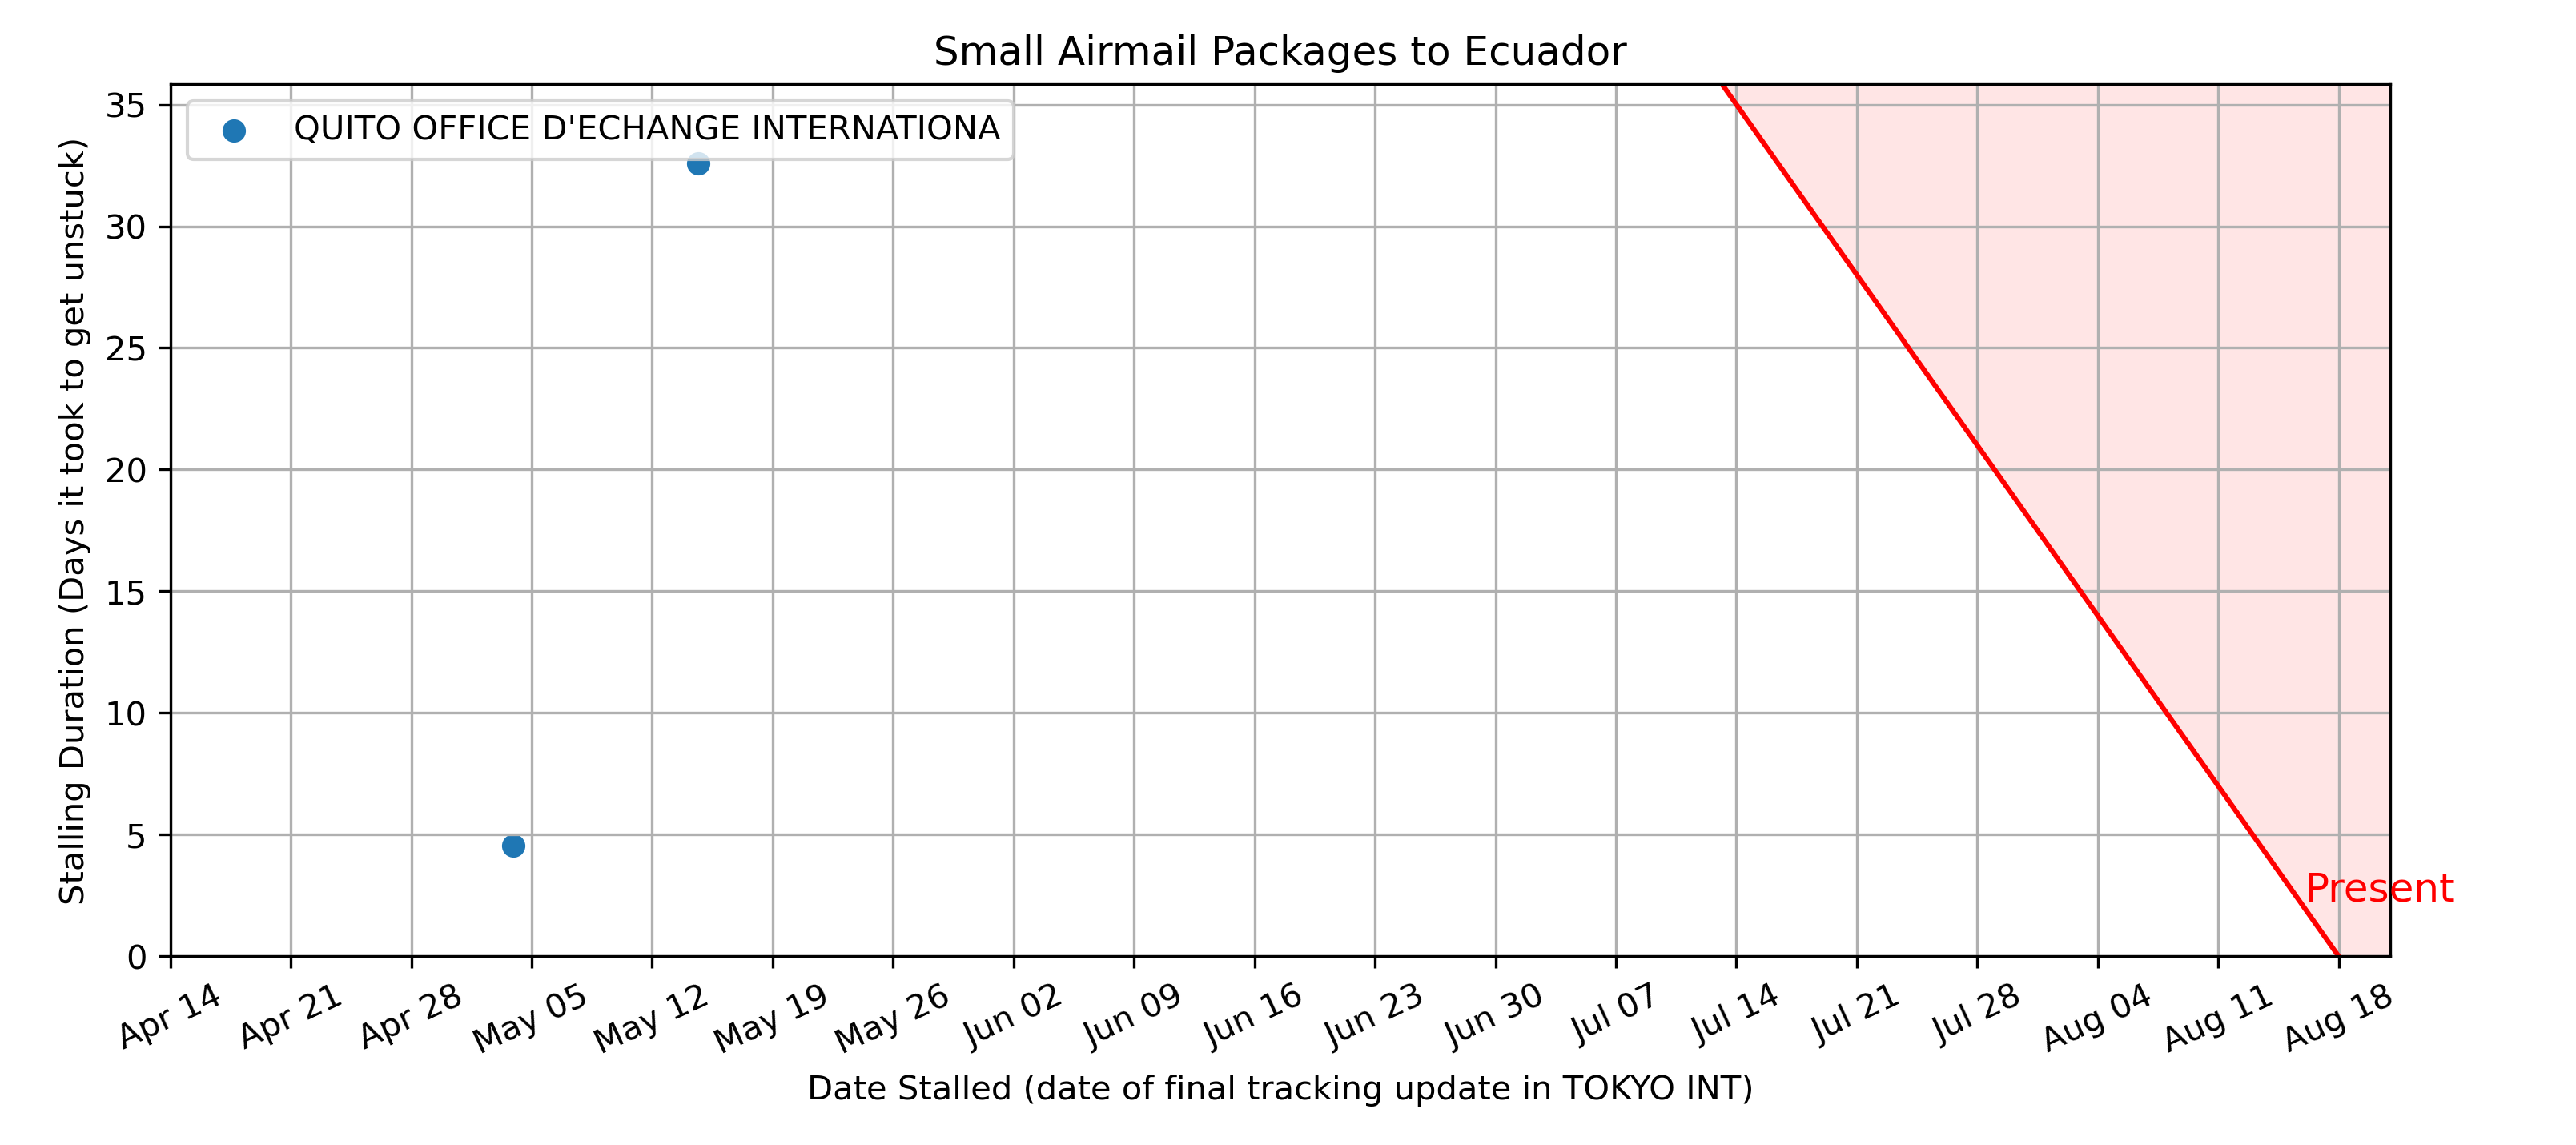 Small Airmail Packages to Ecuador
QUITO OFFICE D'ECHANGE INTERNATIONA
Stalling Duration (Days it took to get unstuck)
35
30
25
20
15
10
5
0
Present
Apr 14 Apr 21 Apr 28 May 05 May 12 May 19 May 26 Jun 02 Jun 09 Jun 16 Jun 23 Jun 30 Jul 07 Jul 14 Jul 21 Jul 28 Aug 04 Aug 11 Aug 18
Date Stalled (date of final tracking update in TOKYO INT)